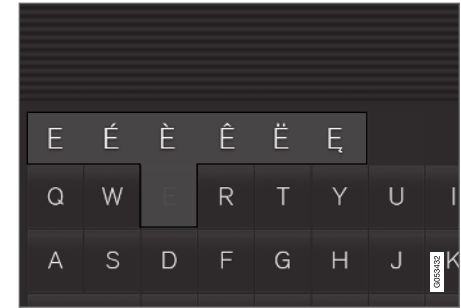 E É È Ê Ë Ę
Q W E R T Y U I
A S D F G H J K
G053432